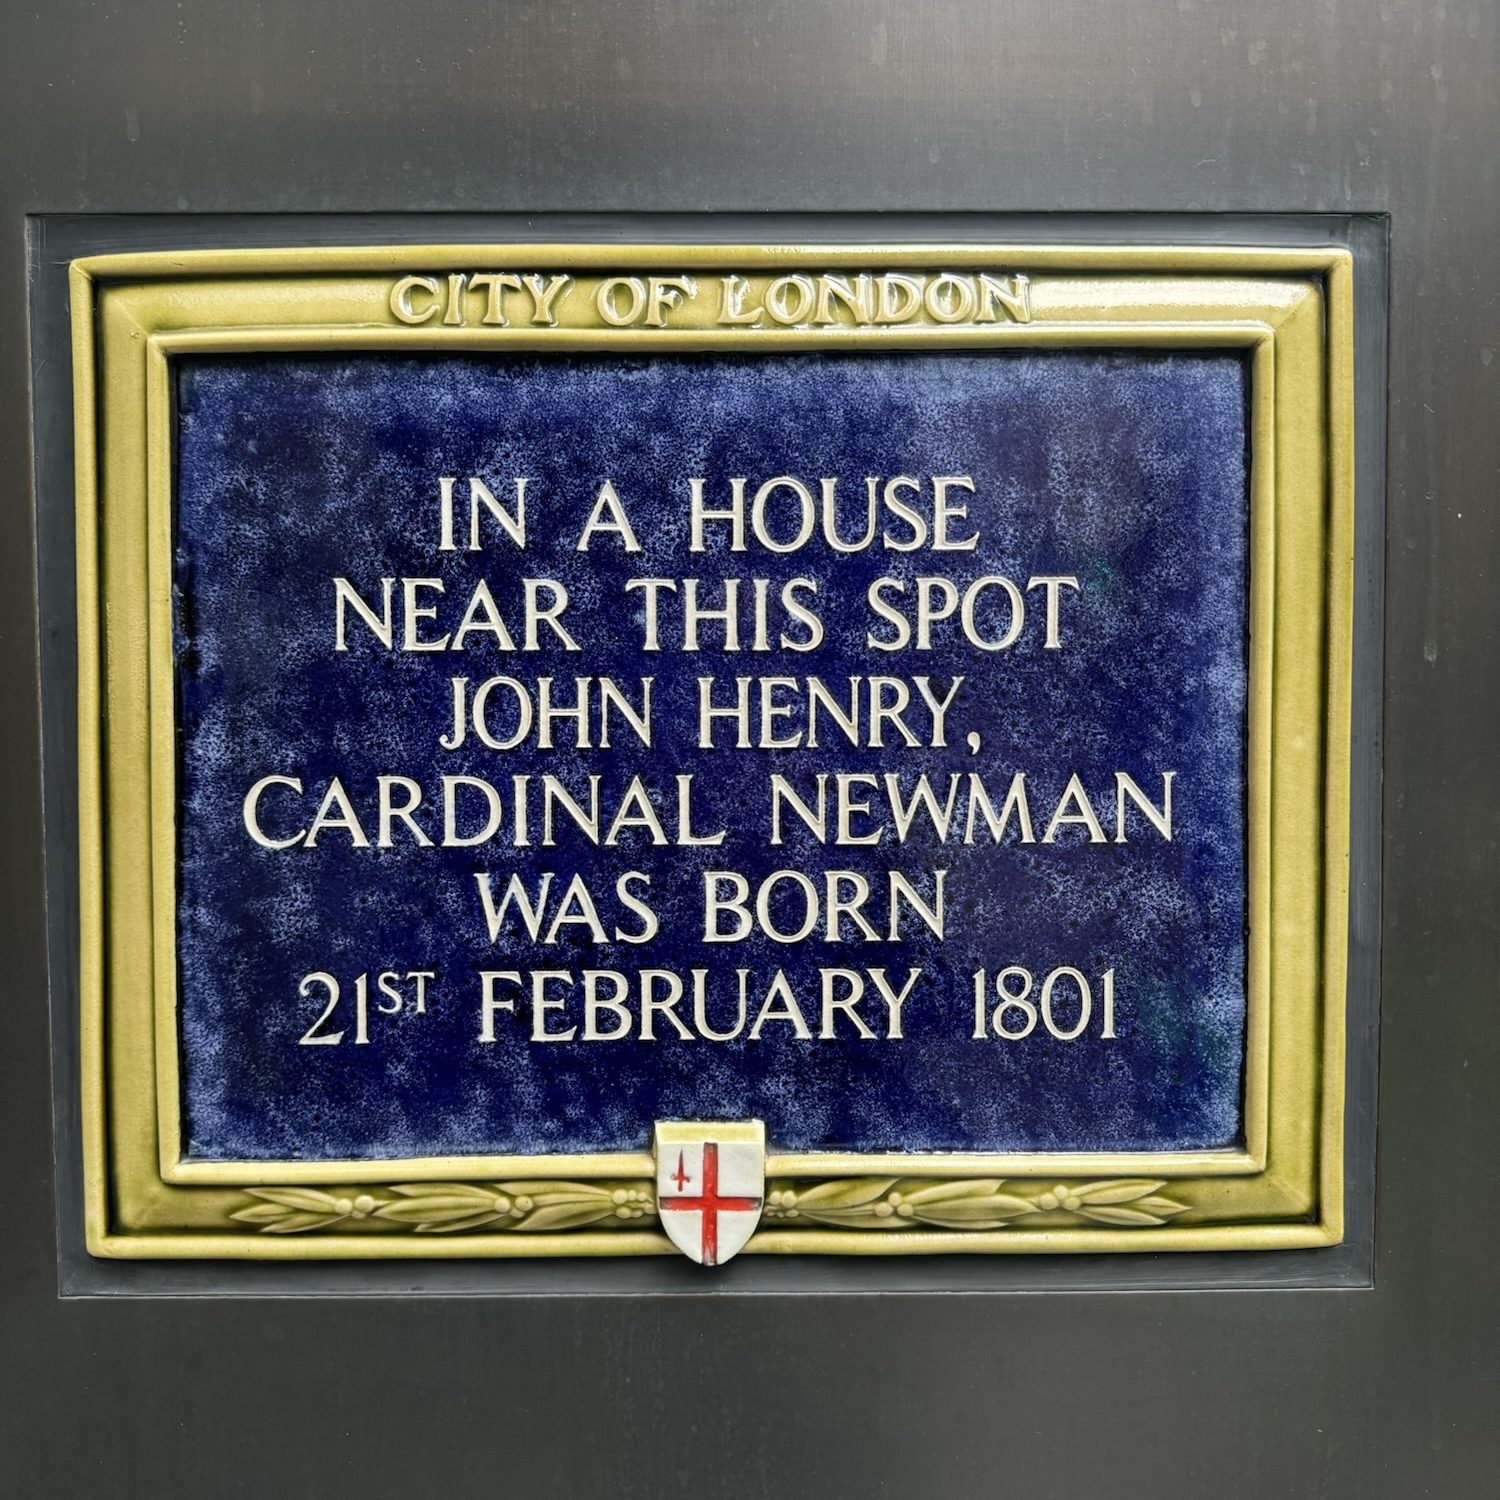 CITY OF LONDON
IN A HOUSE
NEAR THIS SPOT
JOHN HENRY,
CARDINAL NEWMAN
WAS BORN
21ST FEBRUARY 1801